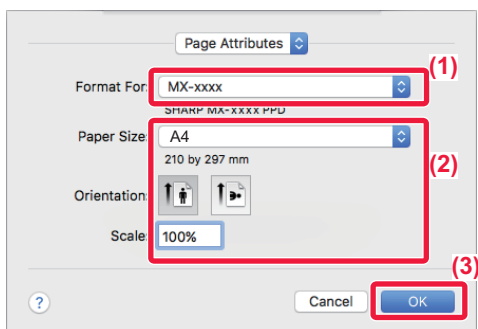 Page Attributes
(1)
Format For: MX-xxxx
SHARP MX-xxxx PPD
Paper Size: A4
210 by 297 mm
(2)
Orientation:
Scale: 100%
(3)
? Cancel OK